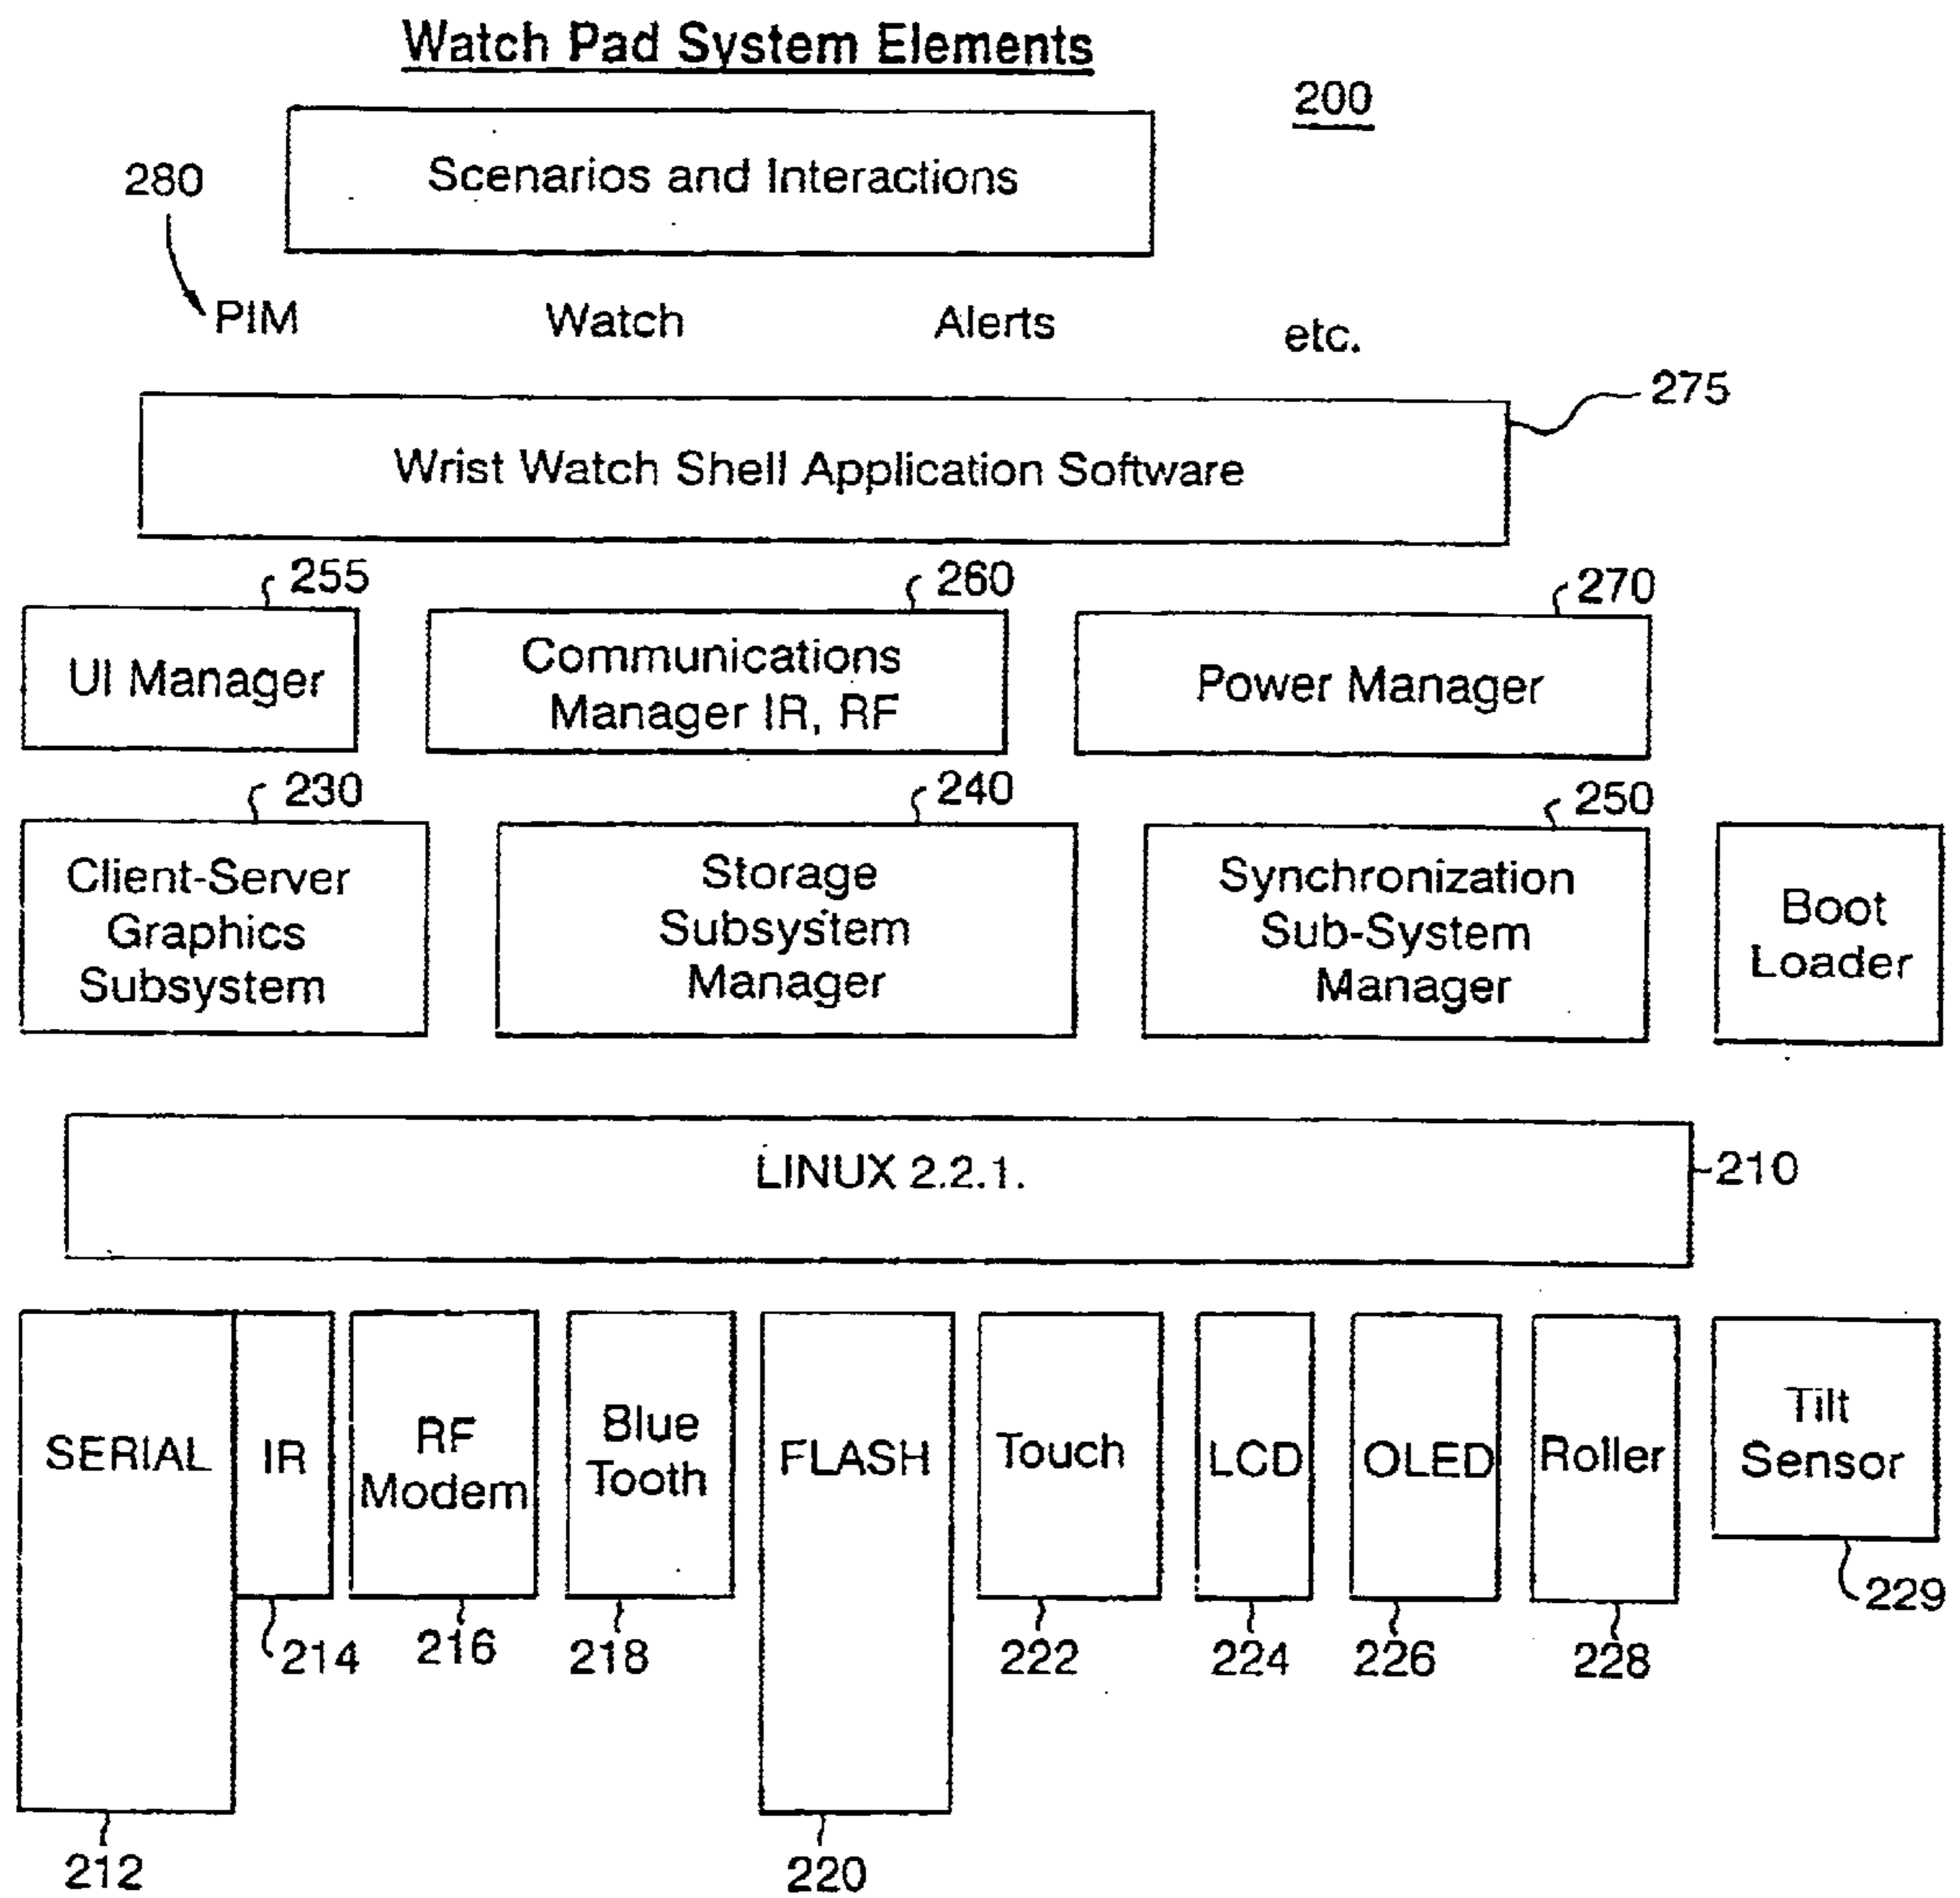 Watch Pad System Elements
200
Scenarios and Interactions
280
PIM
Watch
Alerts
etc.
275
Wrist Watch Shell Application Software
255
260
270
UI Manager
Communications
Manager IR, RF
Power Manager
230
240
250
Client-Server
Graphics
Subsystem
Storage
Subsystem
Manager
Synchronization
Sub-System
Manager
Boot
Loader
LINUX 2.2.1.
210
SERIAL
IR
RF
Modem
Blue
Tooth
FLASH
Touch
LCD
OLED
Roller
Tilt
Sensor
214
216
218
222
224
226
228
229
212
220